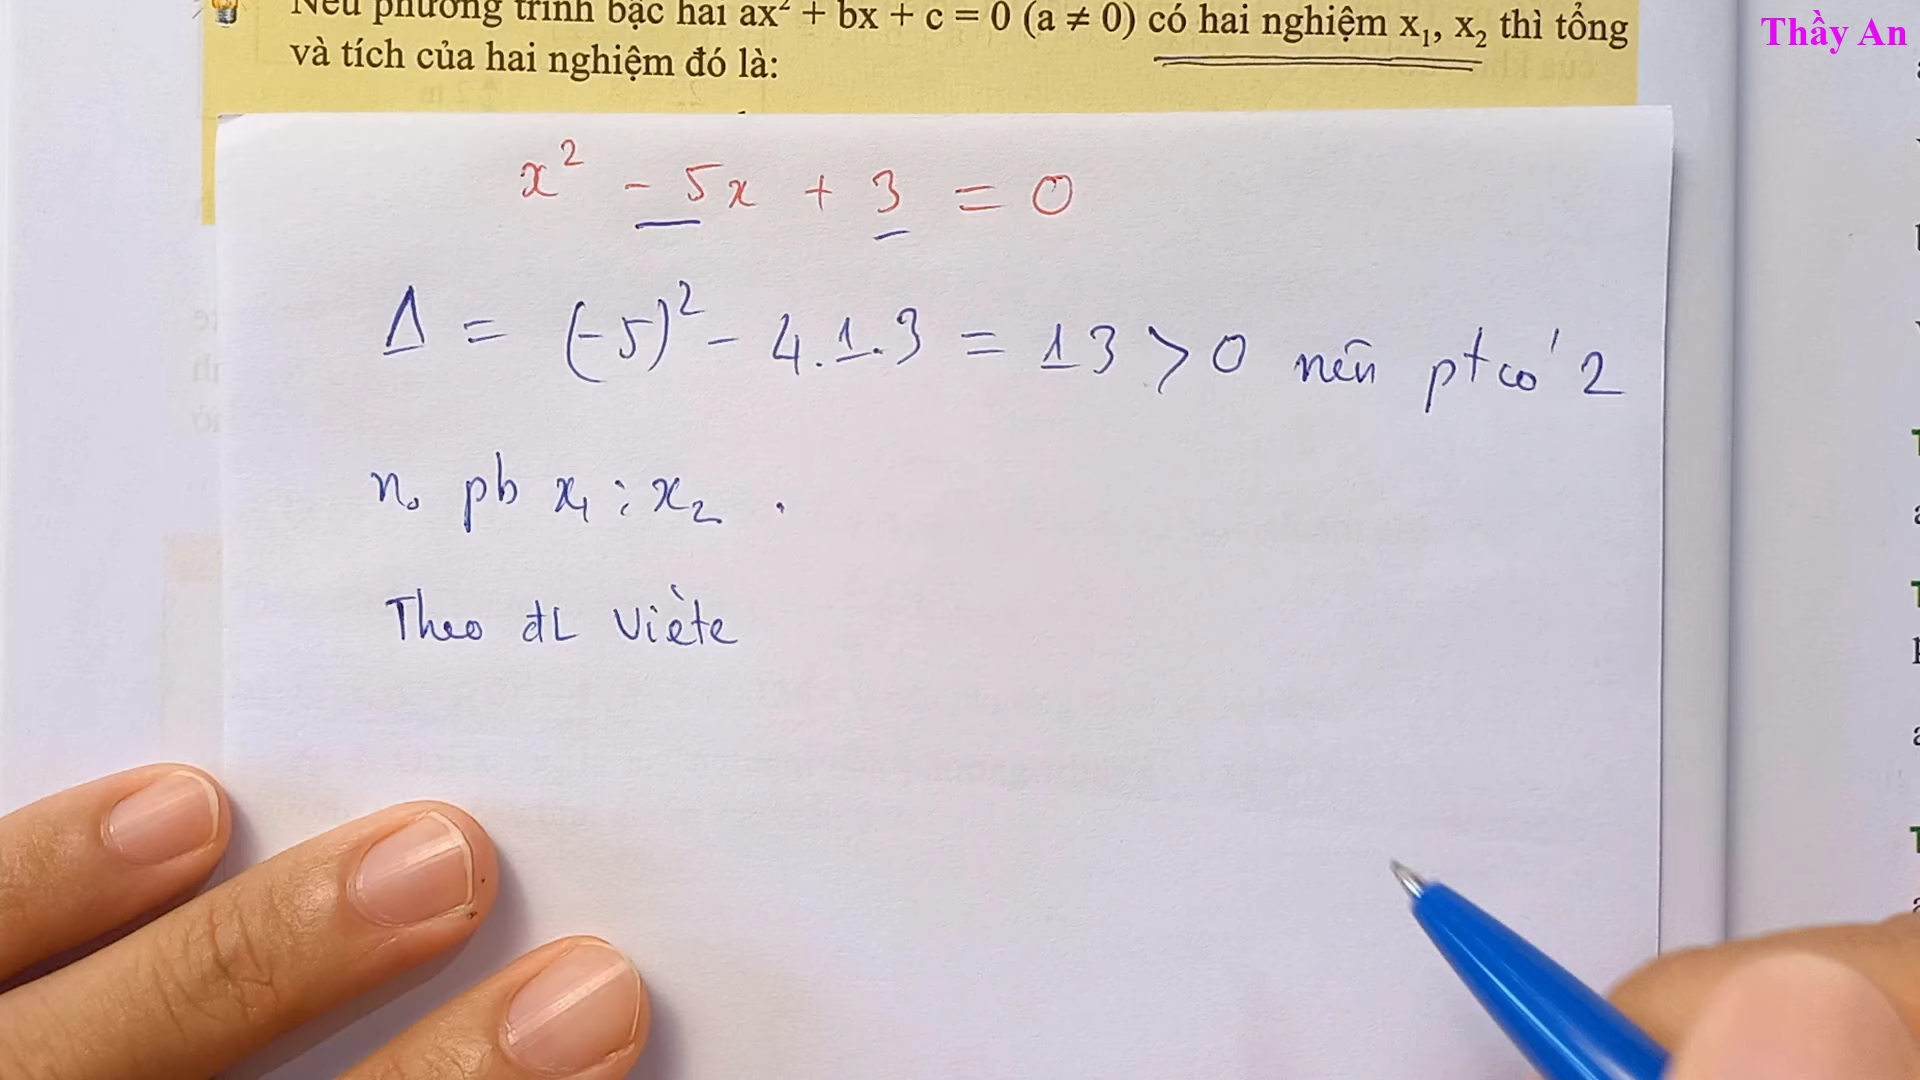 Nếu phương trình bậc hai ax² + bx + c = 0 (a ≠ 0) có hai nghiệm x₁, x₂ thì tổng
và tích của hai nghiệm đó là:
Thầy An
x² - 5x + 3 = 0
Δ = (-5)² - 4.1.3 = 13 > 0 nên pt có 2
n₀ pb x₁ ; x₂ .
Theo đL Viète